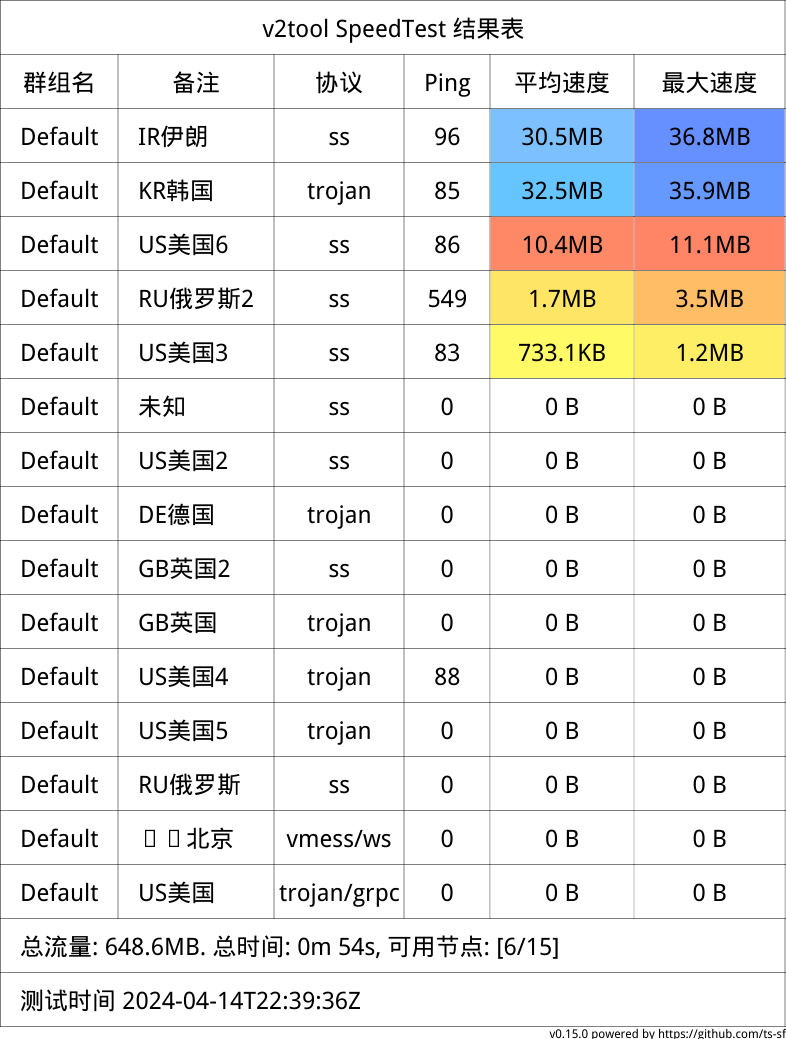 v2tool SpeedTest 结果表
群组名 备注 协议 Ping 平均速度 最大速度
Default IR伊朗 ss 96 30.5MB 36.8MB
Default KR韩国 trojan 85 32.5MB 35.9MB
Default US美国6 ss 86 10.4MB 11.1MB
Default RU俄罗斯2 ss 549 1.7MB 3.5MB
Default US美国3 ss 83 733.1KB 1.2MB
Default 未知 ss 0 0 B 0 B
Default US美国2 ss 0 0 B 0 B
Default DE德国 trojan 0 0 B 0 B
Default GB英国2 ss 0 0 B 0 B
Default GB英国 trojan 0 0 B 0 B
Default US美国4 trojan 88 0 B 0 B
Default US美国5 trojan 0 0 B 0 B
Default RU俄罗斯 ss 0 0 B 0 B
Default 北京 vmess/ws 0 0 B 0 B
Default US美国 trojan/grpc 0 0 B 0 B
总流量: 648.6MB. 总时间: 0m 54s, 可用节点: [6/15]
测试时间 2024-04-14T22:39:36Z
v0.15.0 powered by https://github.com/ts-sf